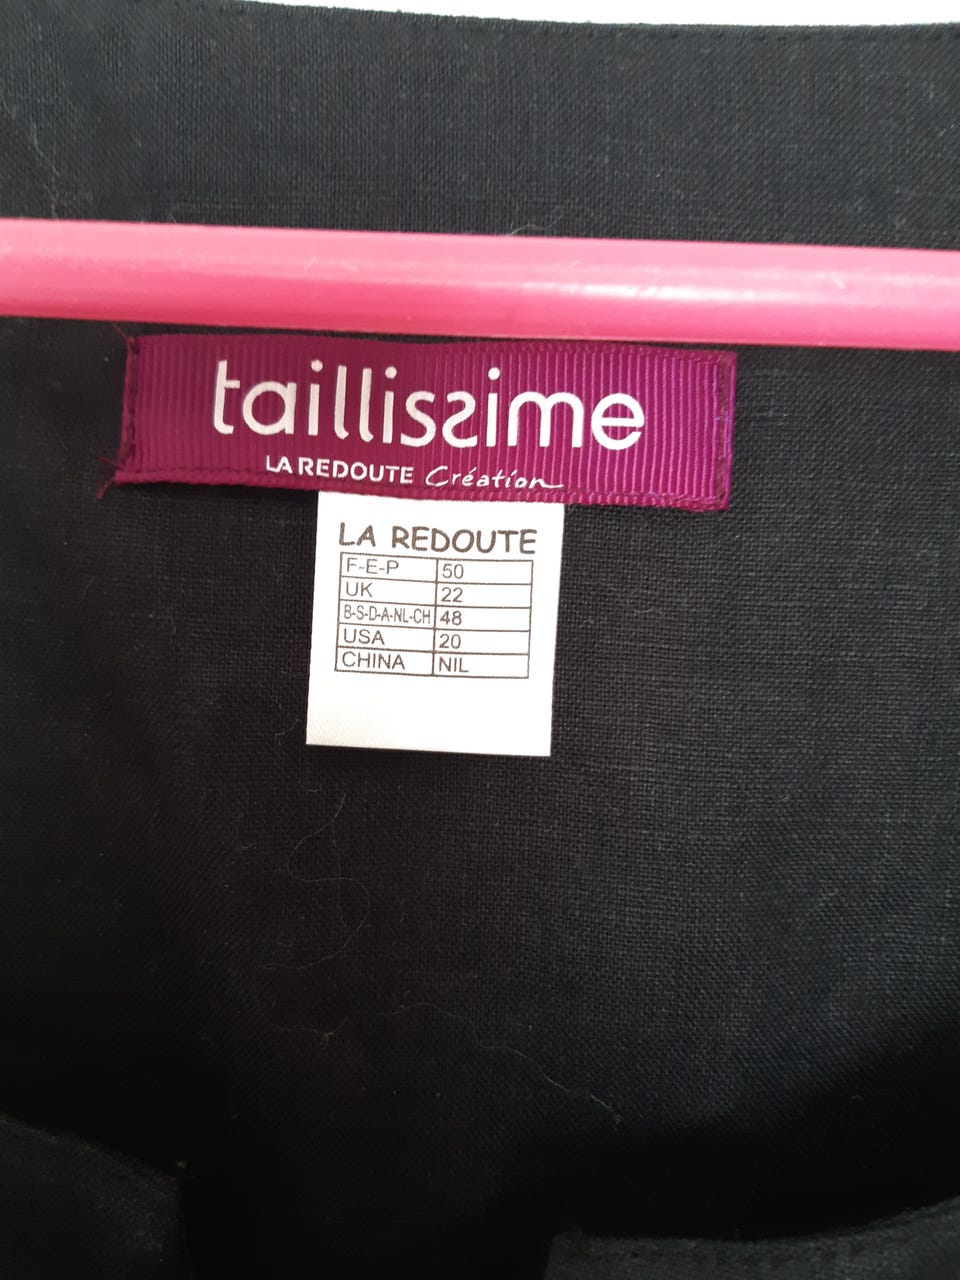 taillissime
LA REDOUTE Création
LA REDOUTE
F-E-P 50
UK 22
B-S-D-A-NL-CH 48
USA 20
CHINA NIL